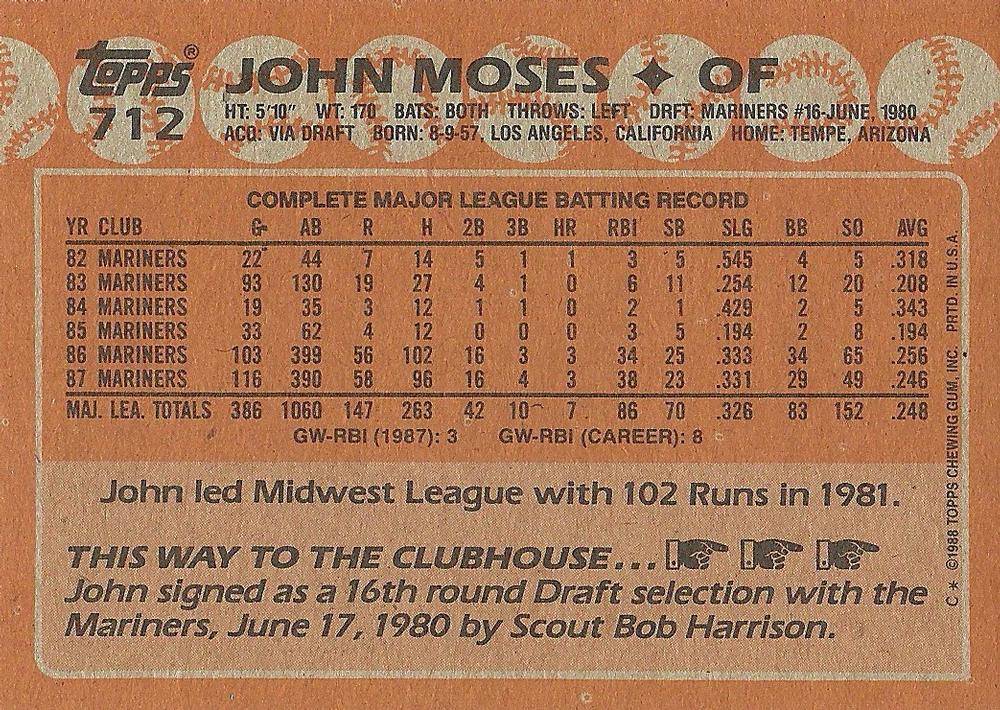 Topps® JOHN MOSES ✦ OF
712 HT: 5'10" WT: 170 BATS: BOTH THROWS: LEFT DRFT: MARINERS #16-JUNE, 1980
ACQ: VIA DRAFT BORN: 8-9-57, LOS ANGELES, CALIFORNIA HOME: TEMPE, ARIZONA
COMPLETE MAJOR LEAGUE BATTING RECORD
YR CLUB G AB R H 2B 3B HR RBI SB SLG BB SO AVG
82 MARINERS 22 44 7 14 5 1 1 3 5 .545 4 5 .318
83 MARINERS 93 130 19 27 4 1 0 6 11 .254 12 20 .208
84 MARINERS 19 35 3 12 1 1 0 2 1 .429 2 5 .343
85 MARINERS 33 62 4 12 0 0 0 3 5 .194 2 8 .194
86 MARINERS 103 399 56 102 16 3 3 34 25 .333 34 65 .256
87 MARINERS 116 390 58 96 16 4 3 38 23 .331 29 49 .246
MAJ. LEA. TOTALS 386 1060 147 263 42 10 7 86 70 .326 83 152 .248
GW-RBI (1987): 3 GW-RBI (CAREER): 8
John led Midwest League with 102 Runs in 1981.
THIS WAY TO THE CLUBHOUSE...
John signed as a 16th round Draft selection with the
Mariners, June 17, 1980 by Scout Bob Harrison.
C* ©1988 TOPPS CHEWING GUM, INC. PRTD. IN U.S.A.